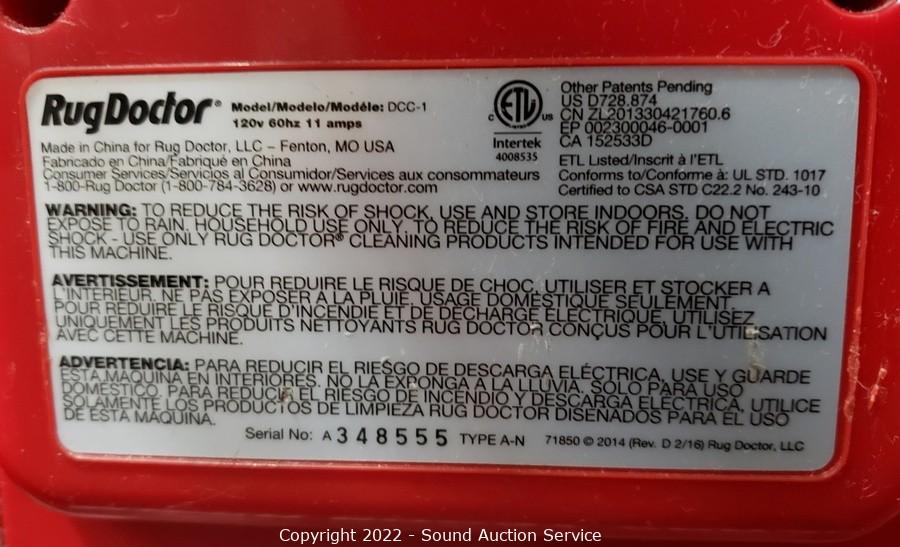 RugDoctor® Model/Modelo/Modéle: DCC-1
120v 60hz 11 amps
Made in China for Rug Doctor, LLC – Fenton, MO USA
Fabricado en China/Fabriqué en China
Consumer Services/Servicios al Consumidor/Services aux consommateurs
1-800-Rug Doctor (1-800-784-3628) or www.rugdoctor.com
C ETL US
Intertek
4008535
Other Patents Pending
US D728.874
CN ZL201330421760.6
EP 002300046-0001
CA 152533D
ETL Listed/Inscrit à l'ETL
Conforms to/Conforme à: UL STD. 1017
Certified to CSA STD C22.2 No. 243-10
WARNING: TO REDUCE THE RISK OF SHOCK, USE AND STORE INDOORS. DO NOT
EXPOSE TO RAIN. HOUSEHOLD USE ONLY. TO REDUCE THE RISK OF FIRE AND ELECTRIC
SHOCK - USE ONLY RUG DOCTOR® CLEANING PRODUCTS INTENDED FOR USE WITH
THIS MACHINE.
AVERTISSEMENT: POUR REDUIRE LE RISQUE DE CHOC, UTILISER ET STOCKER A
L'INTERIEUR. NE PAS EXPOSER A LA PLUIE. USAGE DOMESTIQUE SEULEMENT.
POUR REDUIRE LE RISQUE D'INCENDIE ET DE DECHARGE ELECTRIQUE, UTILISEZ
UNIQUEMENT LES PRODUITS NETTOYANTS RUG DOCTOR CONÇUS POUR L'UTILISATION
AVEC CETTE MACHINE.
ADVERTENCIA: PARA REDUCIR EL RIESGO DE DESCARGA ELÉCTRICA, USE Y GUARDE
ESTA MAQUINA EN INTERIORES. NO LA EXPONGA A LA LLUVIA. SOLO PARA USO
DOMÉSTICO. PARA REDUCIR EL RIESGO DE INCENDIO Y DESCARGA ELECTRICA, UTILICE
SOLAMENTE LOS PRODUCTOS DE LIMPIEZA RUG DOCTOR DISENADOS PARA EL USO
DE ESTA MAQUINA.
Serial No: A 348555 TYPE A-N 71850 © 2014 (Rev. D 2/16) Rug Doctor, LLC
Copyright 2022 - Sound Auction Service